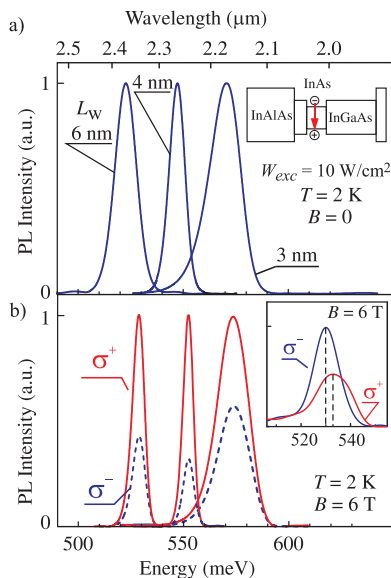 Wavelength (μm)
a)
2.5 2.4 2.3 2.2 2.1 2.0
1
PL Intensity (a.u.)
0
L_W
6 nm
4 nm
3 nm
InAs
InAlAs
InGaAs
⊖
⊕
W_exc = 10 W/cm²
T = 2 K
B = 0
b)
1
PL Intensity (a.u.)
0
σ⁺
σ⁻
B = 6 T
σ⁻
σ⁺
520 540
T = 2 K
B = 6 T
500 550 600
Energy (meV)